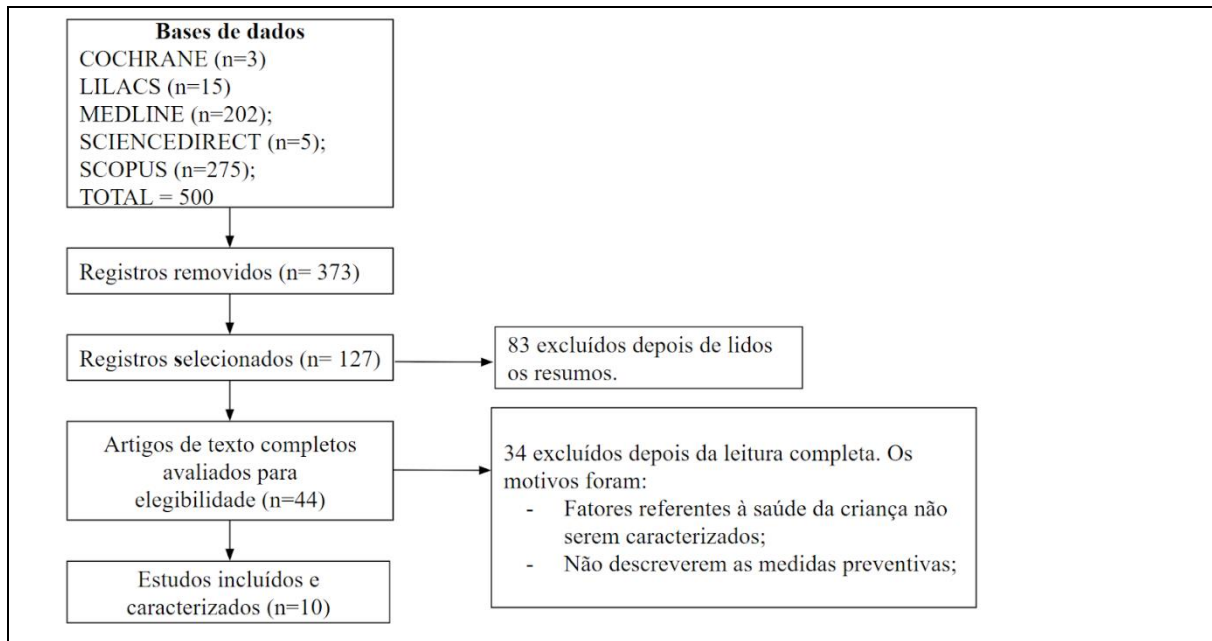 Bases de dados
COCHRANE (n=3)
LILACS (n=15)
MEDLINE (n=202);
SCIENCEDIRECT (n=5);
SCOPUS (n=275);
TOTAL = 500
Registros removidos (n= 373)
Registros selecionados (n= 127)
83 excluídos depois de lidos
os resumos.
Artigos de texto completos
avaliados para
elegibilidade (n=44)
34 excluídos depois da leitura completa. Os
motivos foram:
- Fatores referentes à saúde da criança não
serem caracterizados;
- Não descreverem as medidas preventivas;
Estudos incluídos e
caracterizados (n=10)